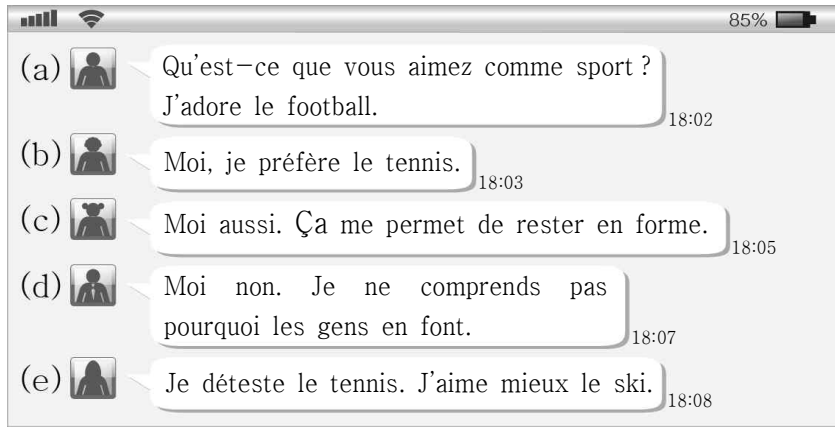 85%
(a) Qu'est-ce que vous aimez comme sport ?
J'adore le football.
18:02
(b) Moi, je préfère le tennis.
18:03
(c) Moi aussi. Ça me permet de rester en forme.
18:05
(d) Moi non. Je ne comprends pas
pourquoi les gens en font.
18:07
(e) Je déteste le tennis. J'aime mieux le ski.
18:08